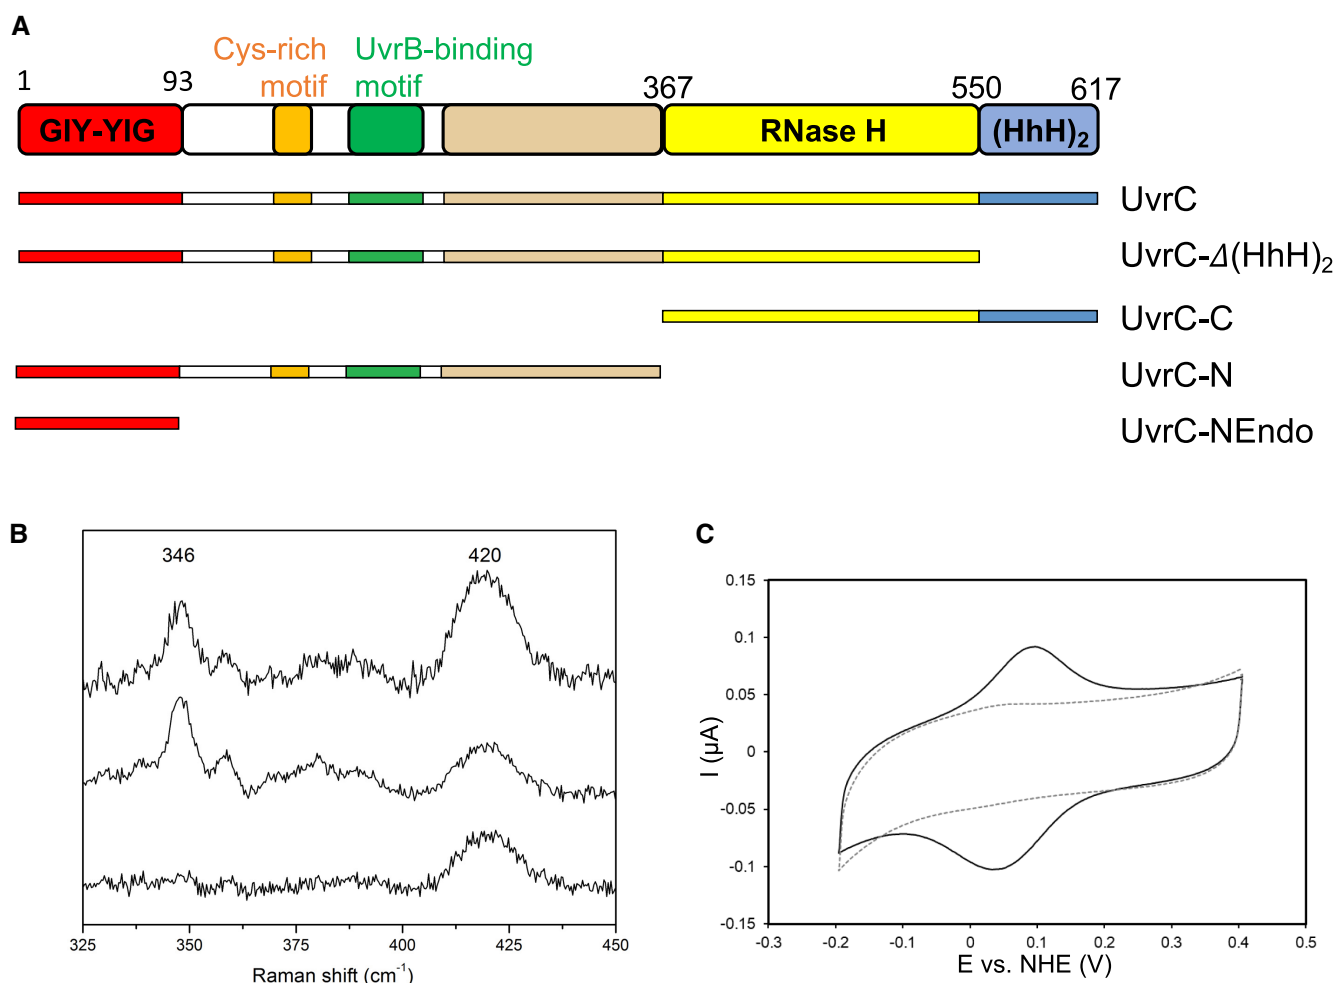 A
Cys-rich motif
UvrB-binding motif
1 93 367 550 617
GIY-YIG RNase H (HhH)₂
UvrC
UvrC-Δ(HhH)₂
UvrC-C
UvrC-N
UvrC-NEndo
B
346 420
325 350 375 400 425 450
Raman shift (cm⁻¹)
C
0.15
0.1
0.05
0
-0.05
-0.1
-0.15
I (µA)
-0.3 -0.2 -0.1 0 0.1 0.2 0.3 0.4 0.5
E vs. NHE (V)